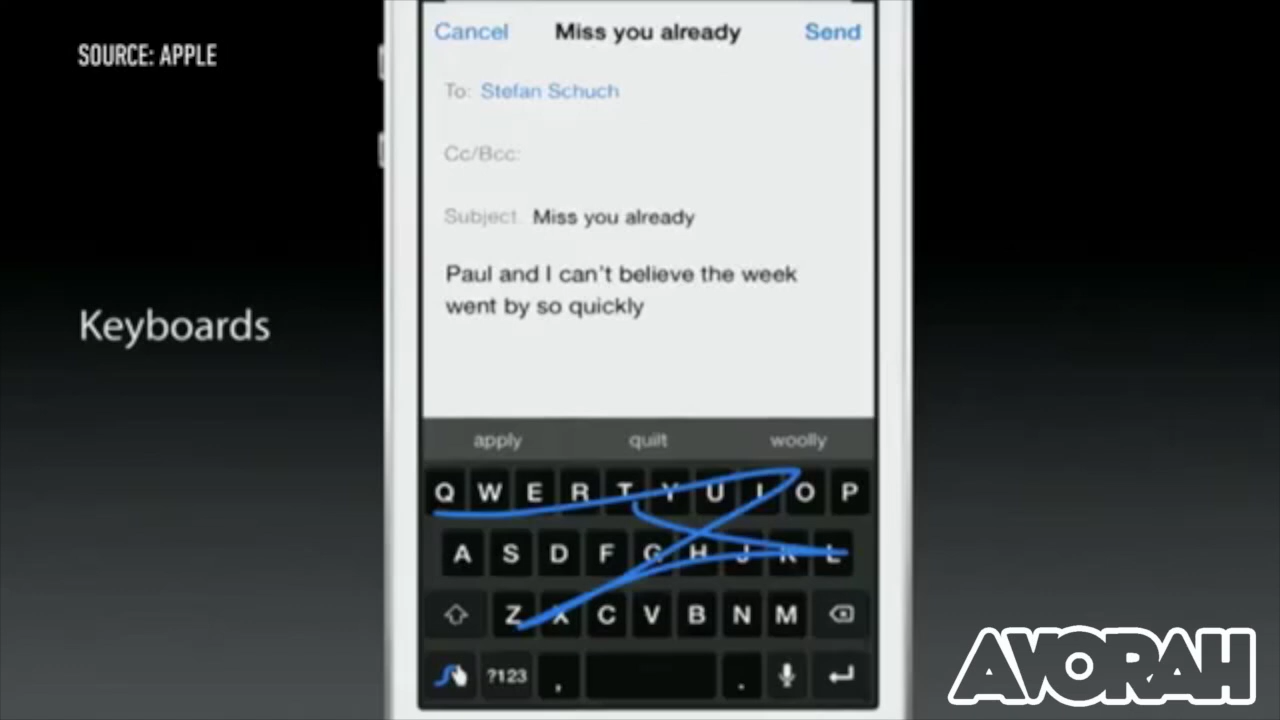 SOURCE: APPLE
Cancel Miss you already Send
To: Stefan Schuch
Cc/Bcc:
Subject: Miss you already
Paul and I can't believe the week
went by so quickly
Keyboards
apply quilt woolly
Q W E R T Y U I O P
A S D F G H J K L
Z X C V B N M
?123 , .
AVORAH